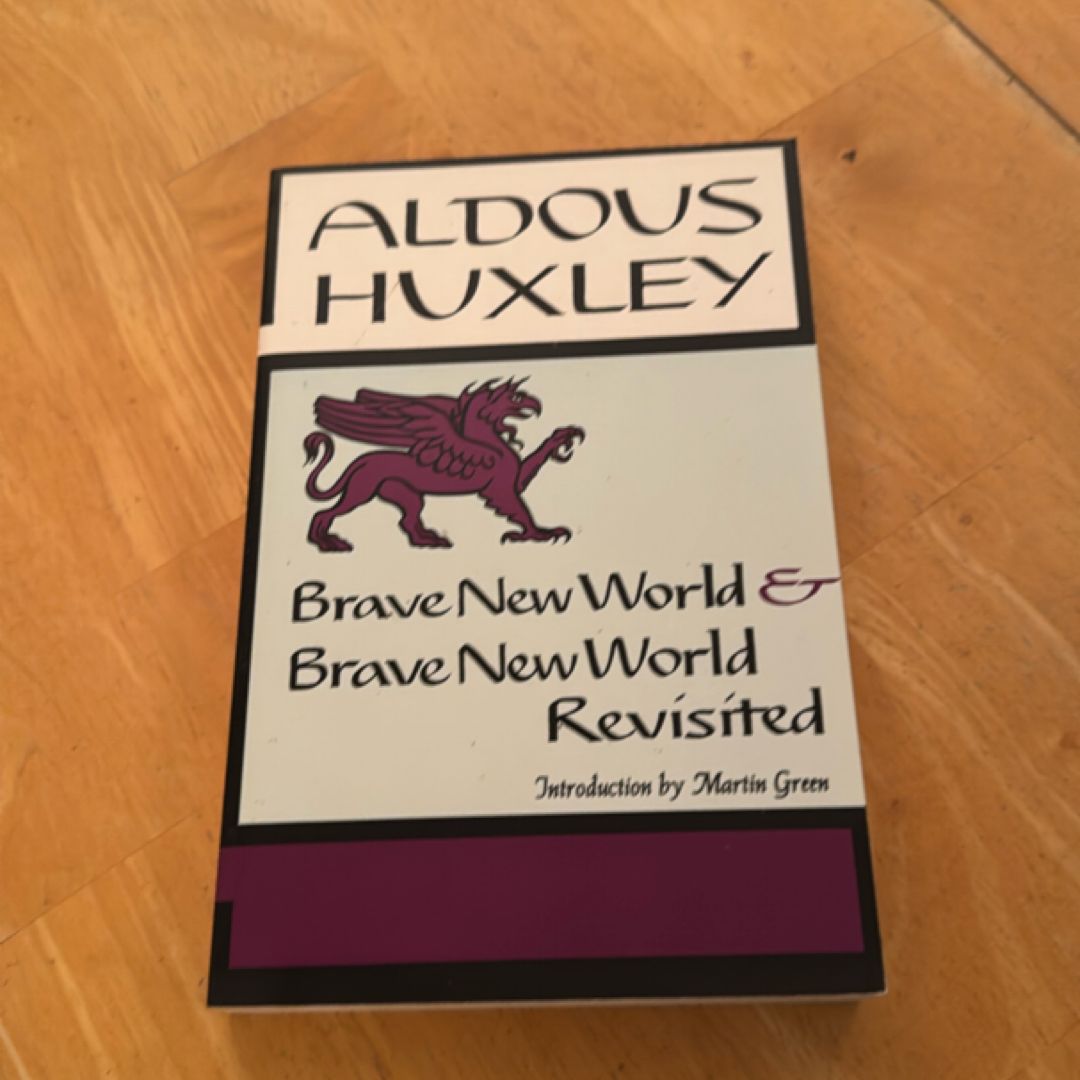 ALDOUS
HUXLEY
Brave New World &
Brave New World
Revisited
Introduction by Martin Green